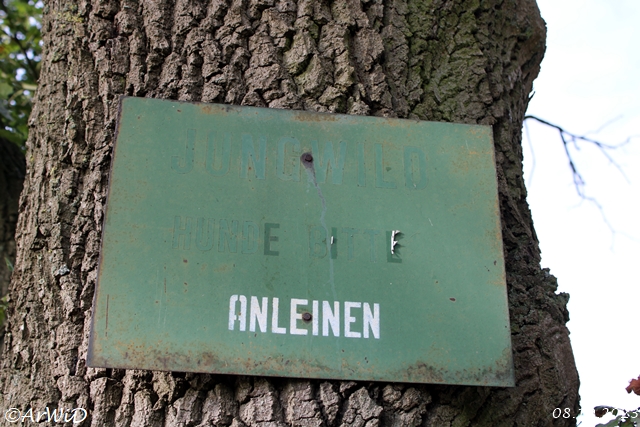 JUNGWILD
HUNDE BITTE
ANLEINEN
©ArWiD